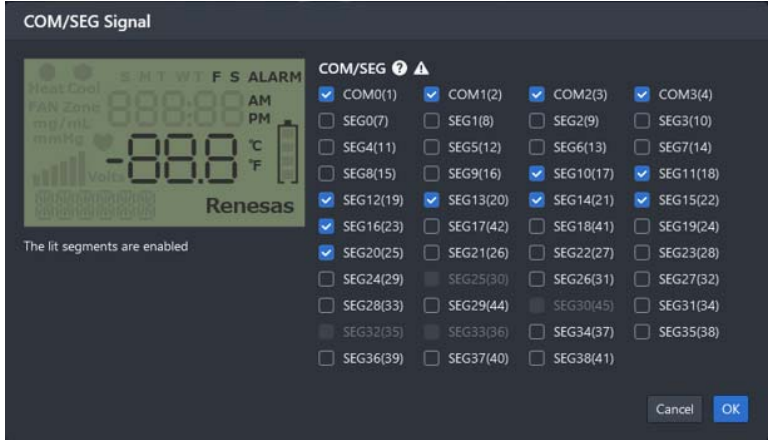 COM/SEG Signal
S M T W T F S ALARM
Heat Cool
FAN Zone
AM
PM
mg/mL
mmHg
-88.8
°C
°F
Volts
Renesas
The lit segments are enabled
COM/SEG
COM0(1) COM1(2) COM2(3) COM3(4)
SEG0(7) SEG1(8) SEG2(9) SEG3(10)
SEG4(11) SEG5(12) SEG6(13) SEG7(14)
SEG8(15) SEG9(16) SEG10(17) SEG11(18)
SEG12(19) SEG13(20) SEG14(21) SEG15(22)
SEG16(23) SEG17(42) SEG18(41) SEG19(24)
SEG20(25) SEG21(26) SEG22(27) SEG23(28)
SEG24(29) SEG25(30) SEG26(31) SEG27(32)
SEG28(33) SEG29(44) SEG30(45) SEG31(34)
SEG32(35) SEG33(36) SEG34(37) SEG35(38)
SEG36(39) SEG37(40) SEG38(41)
Cancel OK